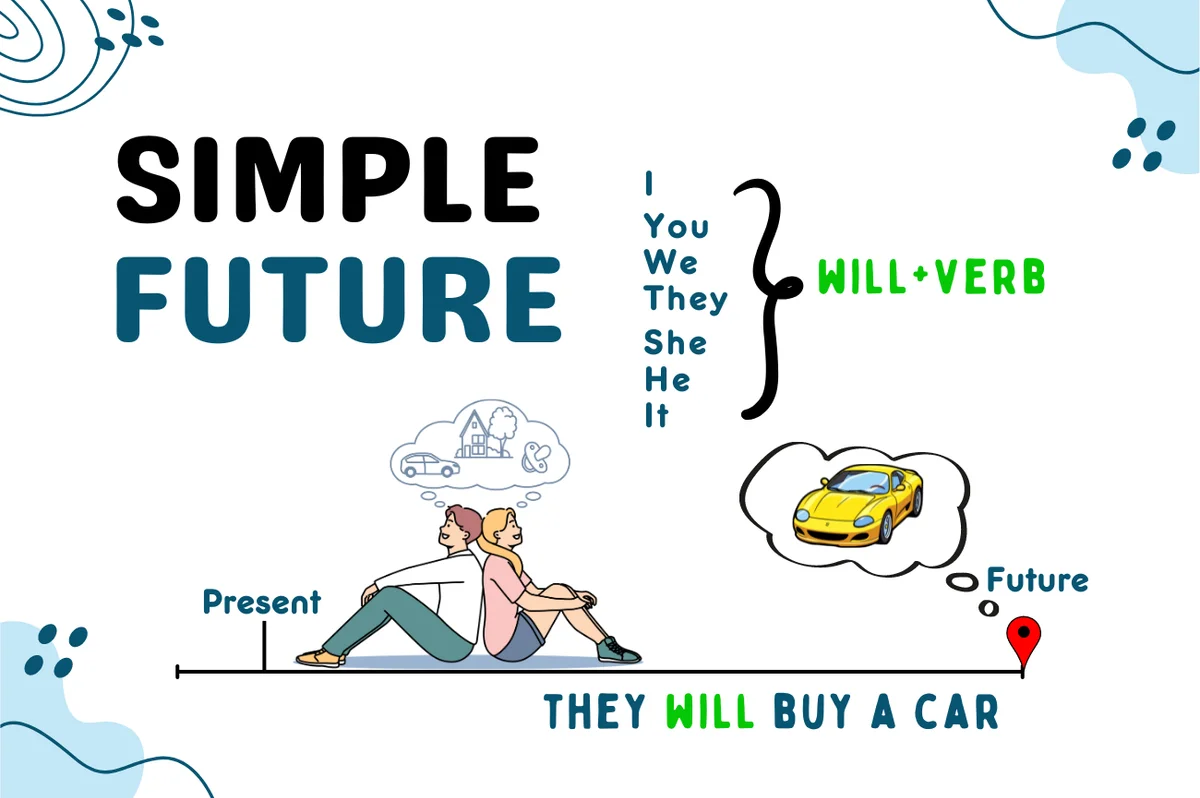 SIMPLE
FUTURE
I
You
We
They
She
He
It
WILL+VERB
Present
Future
THEY WILL BUY A CAR